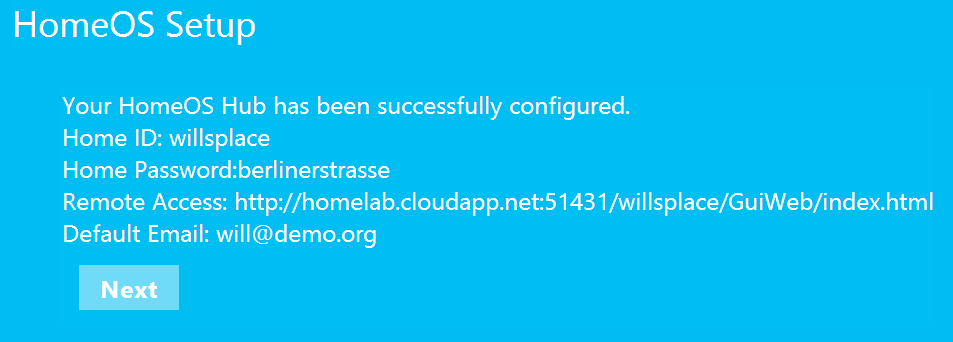 HomeOS Setup
Your HomeOS Hub has been successfully configured.
Home ID: willsplace
Home Password:berlinerstrasse
Remote Access: http://homelab.cloudapp.net:51431/willsplace/GuiWeb/index.html
Default Email: will@demo.org
Next